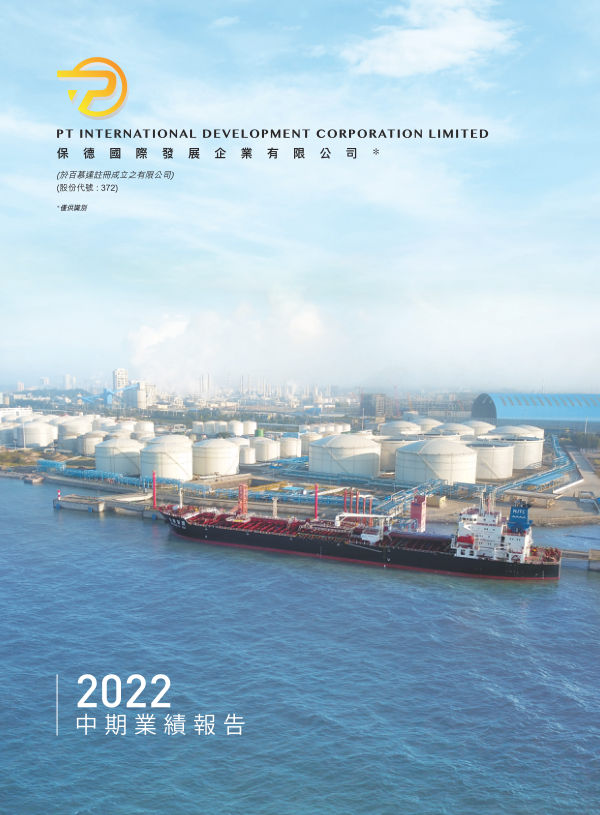 PT INTERNATIONAL DEVELOPMENT CORPORATION LIMITED
保德國際發展企業有限公司*
(於百慕達註冊成立之有限公司)
(股份代號 : 372)
*僅供識別
2022
中期業績報告